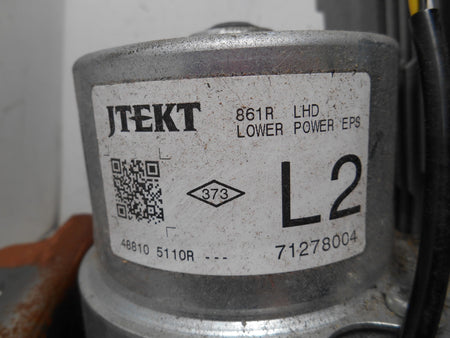 JTEKT
861R LHD
LOWER POWER EPS
373
L2
48810 5110R ---
71278004